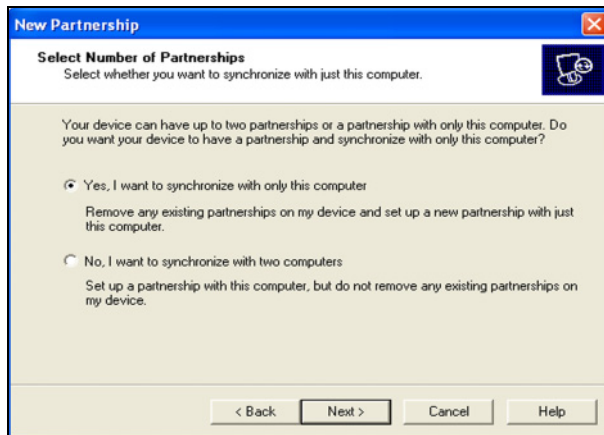 New Partnership
Select Number of Partnerships
Select whether you want to synchronize with just this computer.
Your device can have up to two partnerships or a partnership with only this computer. Do
you want your device to have a partnership and synchronize with only this computer?
Yes, I want to synchronize with only this computer
Remove any existing partnerships on my device and set up a new partnership with just
this computer.
No, I want to synchronize with two computers
Set up a partnership with this computer, but do not remove any existing partnerships on
my device.
< Back Next > Cancel Help